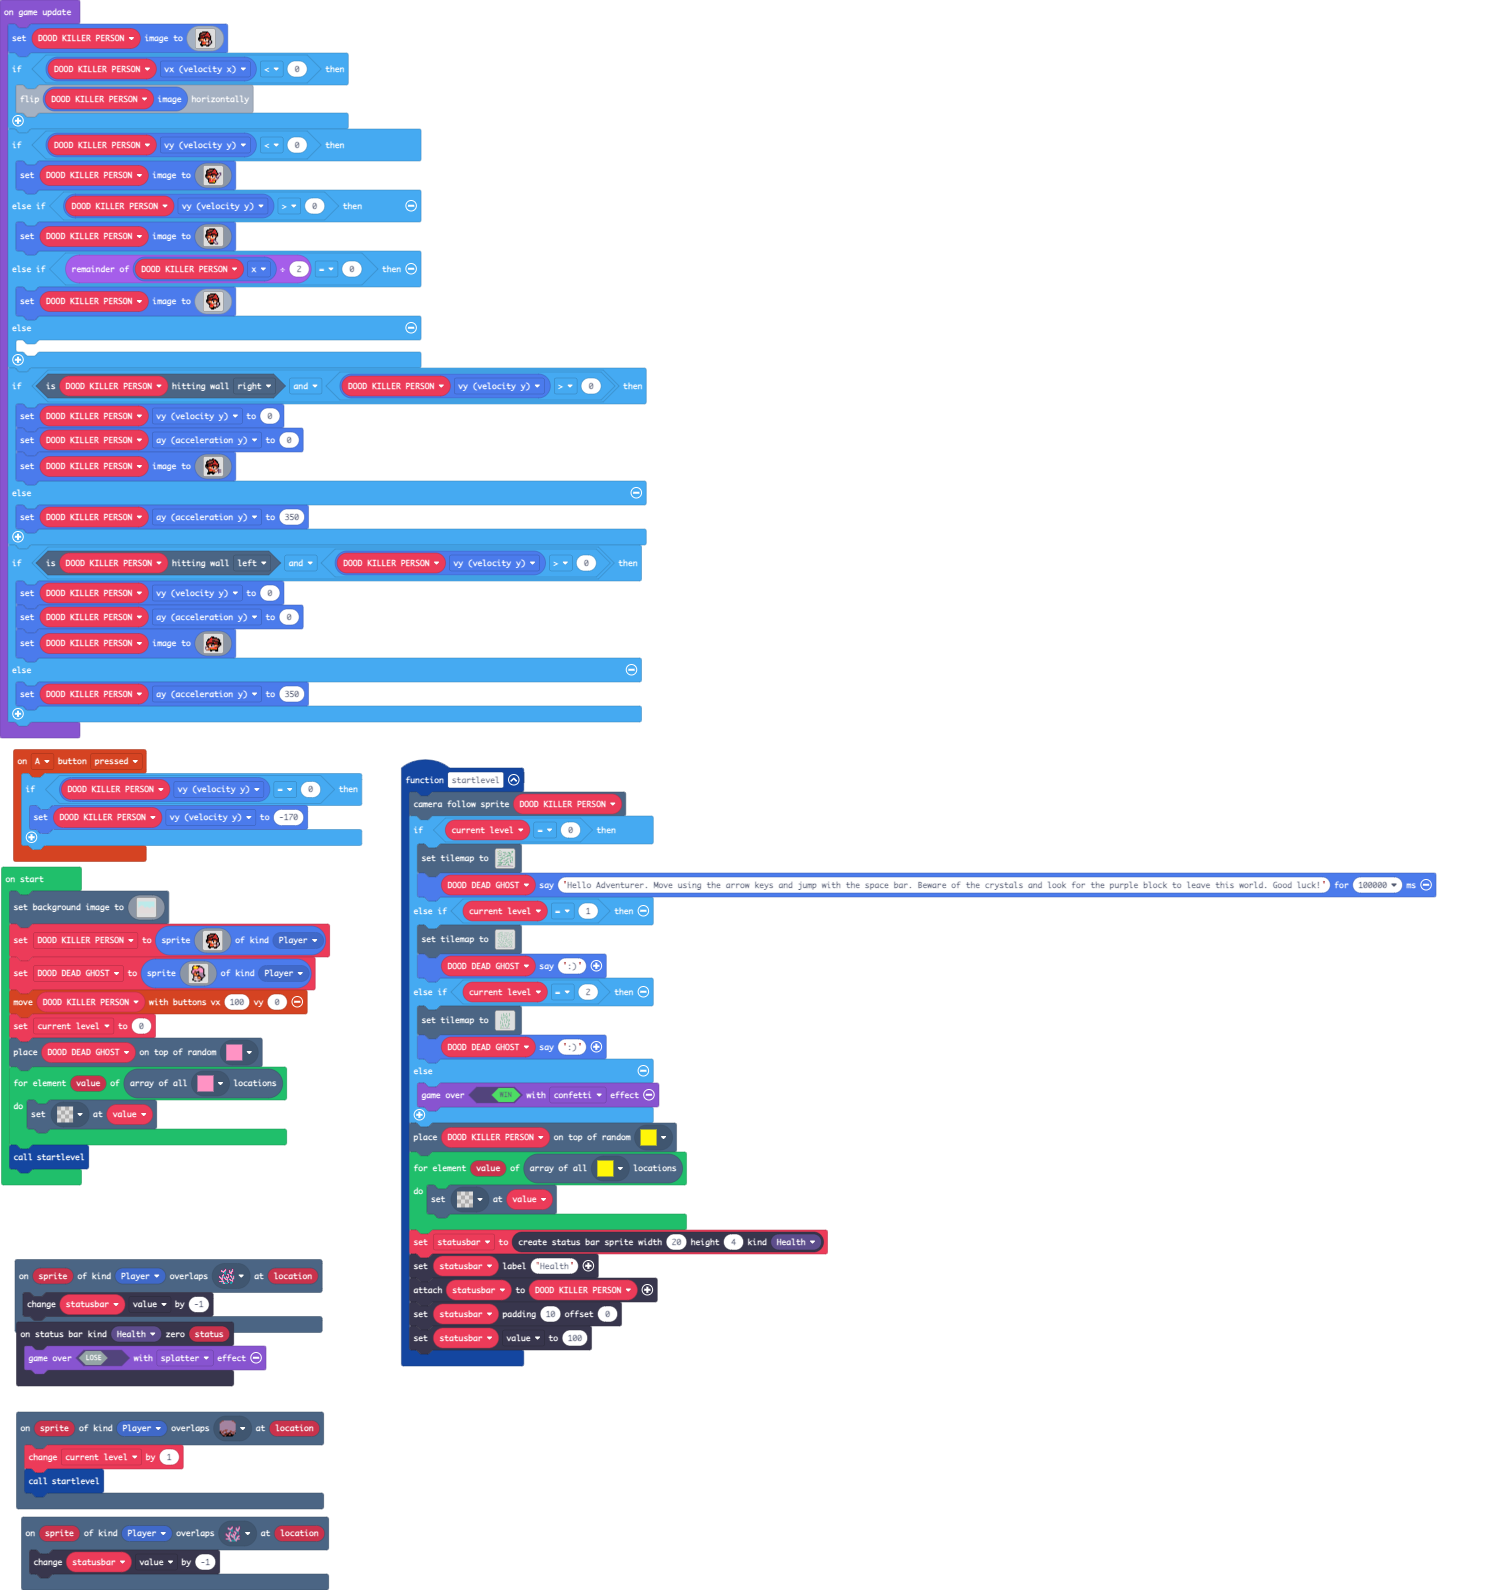 on game update
set DOOD KILLER PERSON image to
if DOOD KILLER PERSON vx (velocity x) < 0 then
flip DOOD KILLER PERSON image horizontally
if DOOD KILLER PERSON vy (velocity y) < 0 then
set DOOD KILLER PERSON image to
else if DOOD KILLER PERSON vy (velocity y) > 0 then
set DOOD KILLER PERSON image to
else if remainder of DOOD KILLER PERSON x ÷ 2 = 0 then
set DOOD KILLER PERSON image to
else
if is DOOD KILLER PERSON hitting wall right and DOOD KILLER PERSON vy (velocity y) > 0 then
set DOOD KILLER PERSON vy (velocity y) to 0
set DOOD KILLER PERSON ay (acceleration y) to 0
set DOOD KILLER PERSON image to
else
set DOOD KILLER PERSON ay (acceleration y) to 350
if is DOOD KILLER PERSON hitting wall left and DOOD KILLER PERSON vy (velocity y) > 0 then
set DOOD KILLER PERSON vy (velocity y) to 0
set DOOD KILLER PERSON ay (acceleration y) to 0
set DOOD KILLER PERSON image to
else
set DOOD KILLER PERSON ay (acceleration y) to 350
on A button pressed
if DOOD KILLER PERSON vy (velocity y) = 0 then
set DOOD KILLER PERSON vy (velocity y) to -170
on start
set background image to
set DOOD KILLER PERSON to sprite of kind Player
set DOOD DEAD GHOST to sprite of kind Player
move DOOD KILLER PERSON with buttons vx 100 vy 0
set current level to 0
place DOOD DEAD GHOST on top of random
for element value of array of all locations
do set at value
call startlevel
on sprite of kind Player overlaps at location
change statusbar value by -1
on status bar kind Health zero status
game over LOSE with splatter effect
on sprite of kind Player overlaps at location
change current level by 1
call startlevel
on sprite of kind Player overlaps at location
change statusbar value by -1
function startlevel
camera follow sprite DOOD KILLER PERSON
if current level = 0 then
set tilemap to
DOOD DEAD GHOST say "Hello Adventurer. Move using the arrow keys and jump with the space bar. Beware of the crystals and look for the purple block to leave this world. Good luck!" for 100000 ms
else if current level = 1 then
set tilemap to
DOOD DEAD GHOST say ":)"
else if current level = 2 then
set tilemap to
DOOD DEAD GHOST say ":)"
else
game over WIN with confetti effect
place DOOD KILLER PERSON on top of random
for element value of array of all locations
do set at value
set statusbar to create status bar sprite width 20 height 4 kind Health
set statusbar label "Health"
attach statusbar to DOOD KILLER PERSON
set statusbar padding 10 offset 0
set statusbar value to 100